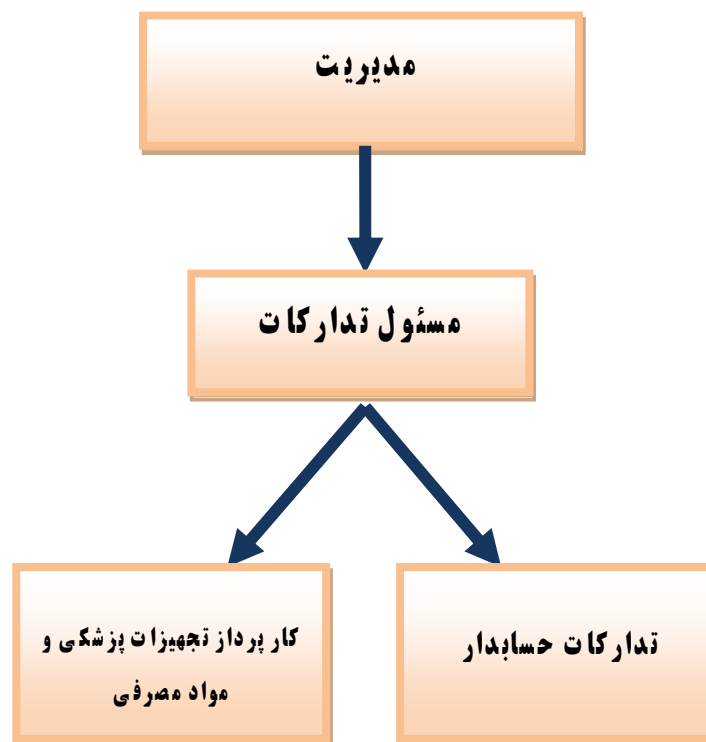 مدیریت
مسئول تدارکات
تدارکات حسابدار
کار پرداز تجهیزات پزشکی و
مواد مصرفی